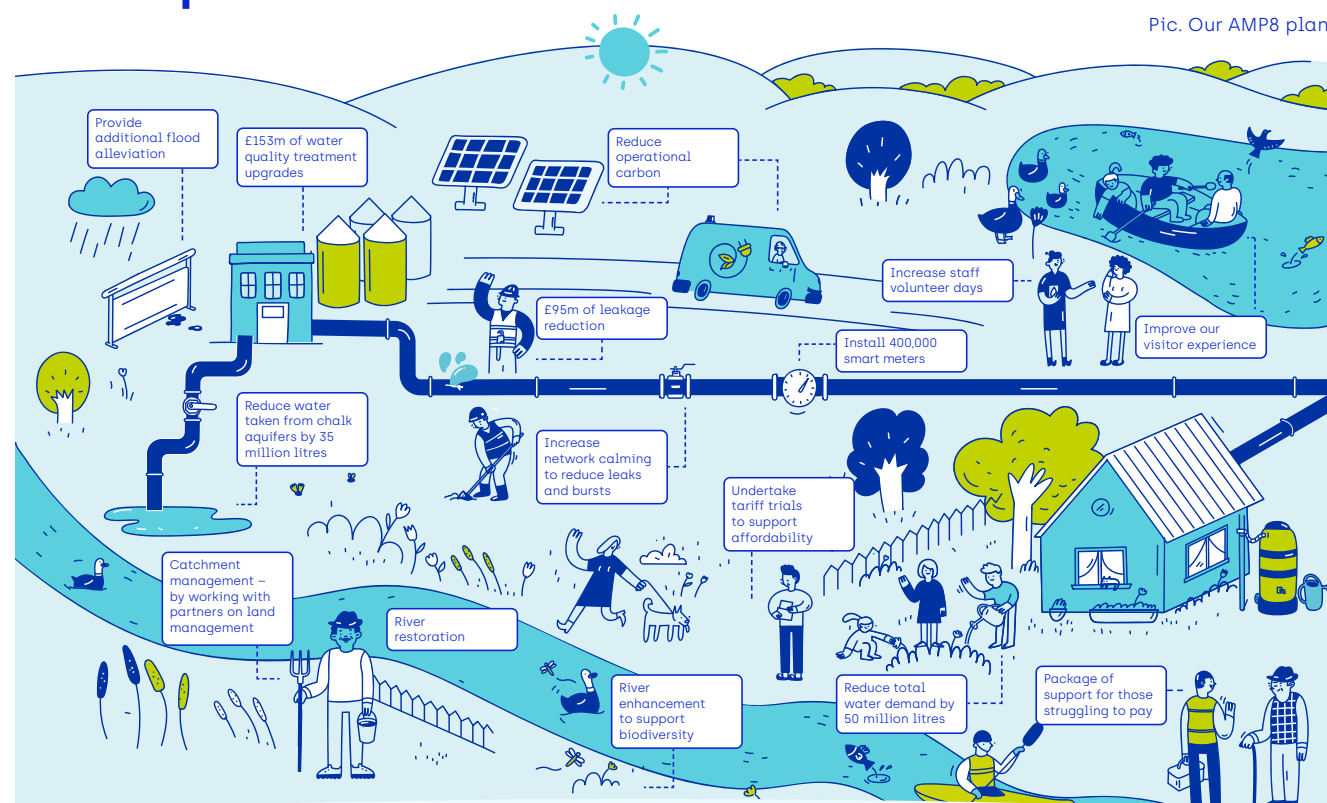 Pic. Our AMP8 plan
Provide
additional flood
alleviation
£153m of water
quality treatment
upgrades
Reduce
operational
carbon
Increase staff
volunteer days
Improve our
visitor experience
£95m of leakage
reduction
Install 400,000
smart meters
Reduce water
taken from chalk
aquifers by 35
million litres
Increase
network calming
to reduce leaks
and bursts
Undertake
tariff trials
to support
affordability
Catchment
management –
by working with
partners on land
management
River
restoration
River
enhancement
to support
biodiversity
Reduce total
water demand by
50 million litres
Package of
support for those
struggling to pay